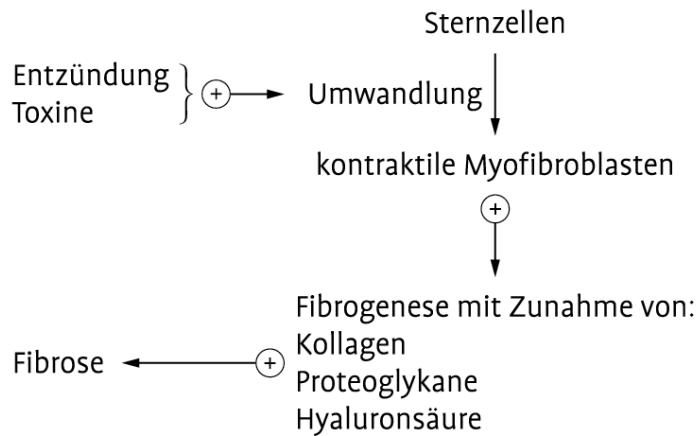 Sternzellen
Entzündung
Toxine
+
Umwandlung
kontraktile Myofibroblasten
+
Fibrogenese mit Zunahme von:
Kollagen
Fibrose
+
Proteoglykane
Hyaluronsäure